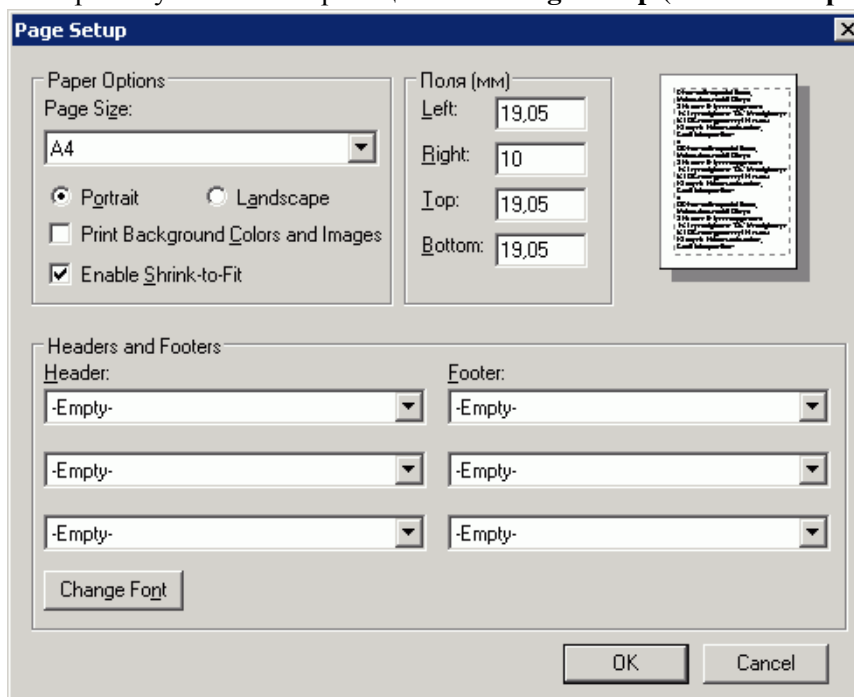 Page Setup
Paper Options
Page Size:
A4
Portrait
Landscape
Print Background Colors and Images
Enable Shrink-to-Fit
Поля (мм)
Left: 19,05
Right: 10
Top: 19,05
Bottom: 19,05
Headers and Footers
Header:
Footer:
-Empty-
-Empty-
-Empty-
-Empty-
-Empty-
-Empty-
Change Font
OK
Cancel